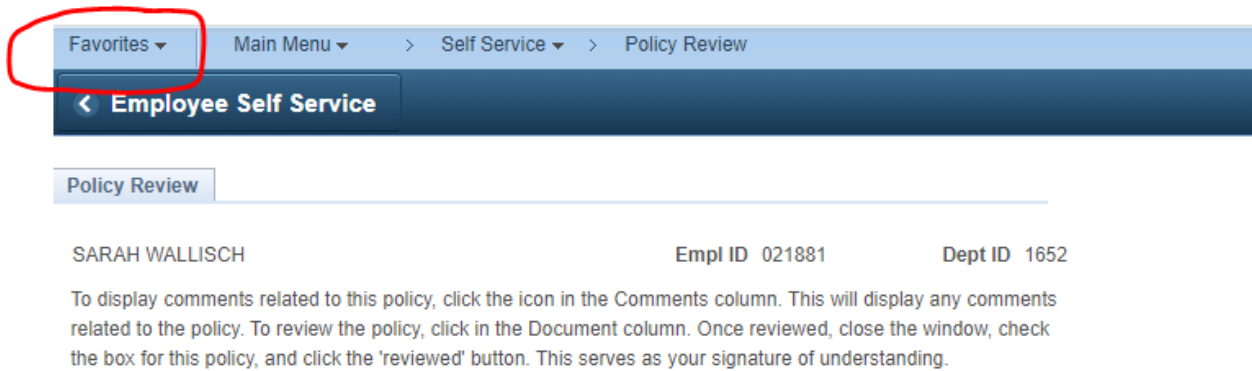 Favorites Main Menu > Self Service > Policy Review
Employee Self Service
Policy Review
SARAH WALLISCH Empl ID 021881 Dept ID 1652
To display comments related to this policy, click the icon in the Comments column. This will display any comments
related to the policy. To review the policy, click in the Document column. Once reviewed, close the window, check
the box for this policy, and click the 'reviewed' button. This serves as your signature of understanding.